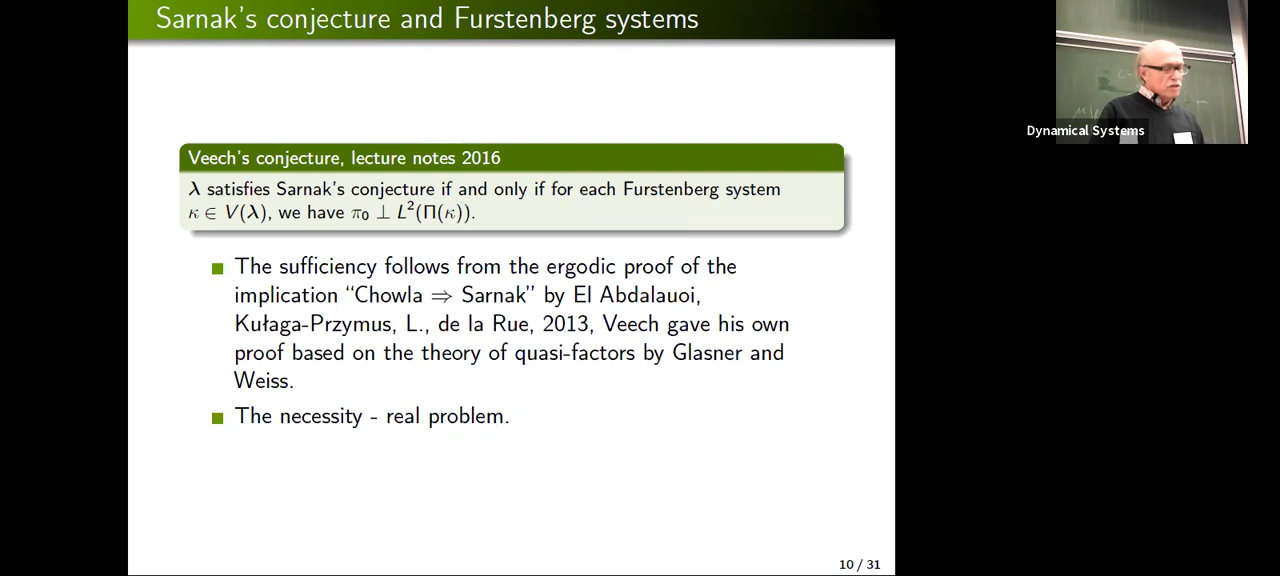 Sarnak's conjecture and Furstenberg systems
Veech's conjecture, lecture notes 2016
λ satisfies Sarnak's conjecture if and only if for each Furstenberg system
κ ∈ V(λ), we have π₀ ⊥ L²(Π(κ)).
The sufficiency follows from the ergodic proof of the
implication “Chowla ⇒ Sarnak” by El Abdalauoi,
Kułaga-Przymus, L., de la Rue, 2013, Veech gave his own
proof based on the theory of quasi-factors by Glasner and
Weiss.
The necessity - real problem.
10 / 31
Dynamical Systems